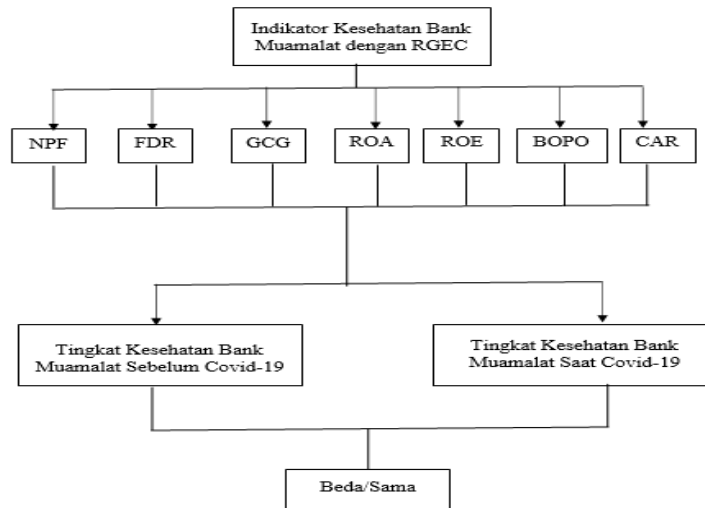 Indikator Kesehatan Bank
Muamalat dengan RGEC
NPF
FDR
GCG
ROA
ROE
BOPO
CAR
Tingkat Kesehatan Bank
Muamalat Sebelum Covid-19
Tingkat Kesehatan Bank
Muamalat Saat Covid-19
Beda/Sama